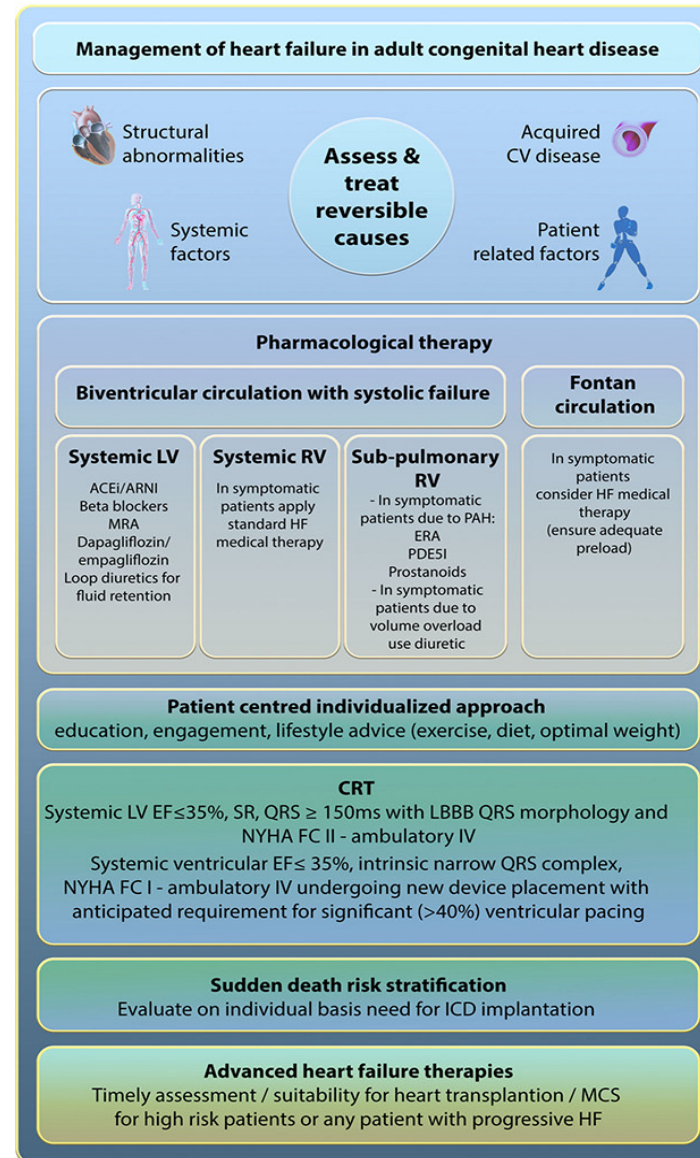 Management of heart failure in adult congenital heart disease
Structural
abnormalities
Acquired
CV disease
Assess &
treat
reversible
causes
Systemic
factors
Patient
related factors
Pharmacological therapy
Biventricular circulation with systolic failure
Fontan
circulation
Systemic LV
ACEi/ARNI
Beta blockers
MRA
Dapagliflozin/
empagliflozin
Loop diuretics for
fluid retention
Systemic RV
In symptomatic
patients apply
standard HF
medical therapy
Sub-pulmonary
RV
- In symptomatic
patients due to PAH:
ERA
PDE5I
Prostanoids
- In symptomatic
patients due to
volume overload
use diuretic
In symptomatic
patients
consider HF medical
therapy
(ensure adequate
preload)
Patient centred individualized approach
education, engagement, lifestyle advice (exercise, diet, optimal weight)
CRT
Systemic LV EF≤35%, SR, QRS ≥ 150ms with LBBB QRS morphology and
NYHA FC II - ambulatory IV
Systemic ventricular EF≤ 35%, intrinsic narrow QRS complex,
NYHA FC I - ambulatory IV undergoing new device placement with
anticipated requirement for significant (>40%) ventricular pacing
Sudden death risk stratification
Evaluate on individual basis need for ICD implantation
Advanced heart failure therapies
Timely assessment / suitability for heart transplantion / MCS
for high risk patients or any patient with progressive HF